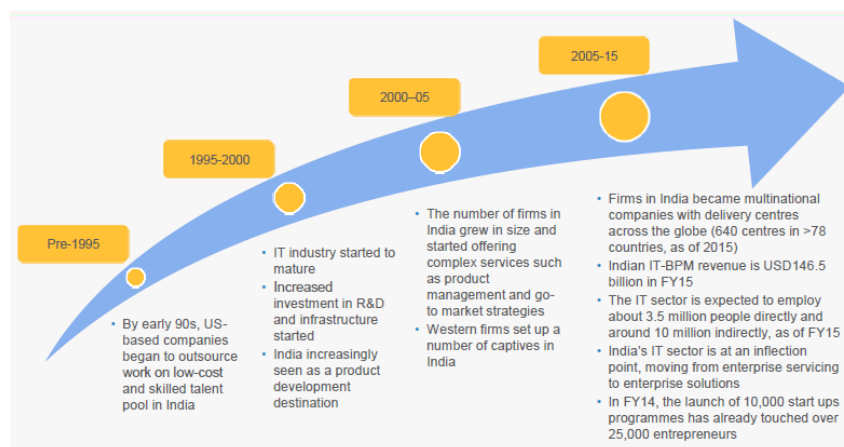 Pre-1995
By early 90s, US-
based companies
began to outsource
work on low-cost
and skilled talent
pool in India
1995-2000
IT industry started to
mature
Increased
investment in R&D
and infrastructure
started
India increasingly
seen as a product
development
destination
2000–05
The number of firms in
India grew in size and
started offering
complex services such
as product
management and go-
to market strategies
Western firms set up a
number of captives in
India
2005-15
Firms in India became multinational
companies with delivery centres
across the globe (640 centres in >78
countries, as of 2015)
Indian IT-BPM revenue is USD146.5
billion in FY15
The IT sector is expected to employ
about 3.5 million people directly and
around 10 million indirectly, as of FY15
India's IT sector is at an inflection
point, moving from enterprise servicing
to enterprise solutions
In FY14, the launch of 10,000 start ups
programmes has already touched over
25,000 entrepreneurs